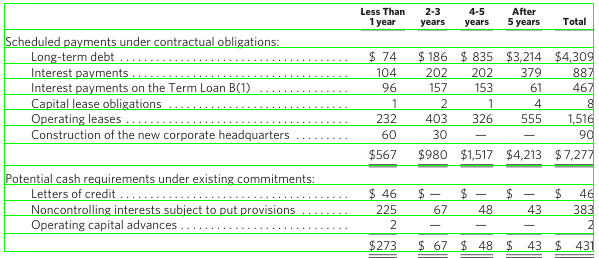 Less Than 1 year 2-3 years 4-5 years After 5 years Total
Scheduled payments under contractual obligations:
Long-term debt $ 74 $ 186 $ 835 $3,214 $4,309
Interest payments 104 202 202 379 887
Interest payments on the Term Loan B(1) 96 157 153 61 467
Capital lease obligations 1 2 1 4 8
Operating leases 232 403 326 555 1,516
Construction of the new corporate headquarters 60 30 — — 90
$567 $980 $1,517 $4,213 $7,277
Potential cash requirements under existing commitments:
Letters of credit $ 46 $ — $ — $ — $ 46
Noncontrolling interests subject to put provisions 225 67 48 43 383
Operating capital advances 2 — — — 2
$273 $ 67 $ 48 $ 43 $ 431